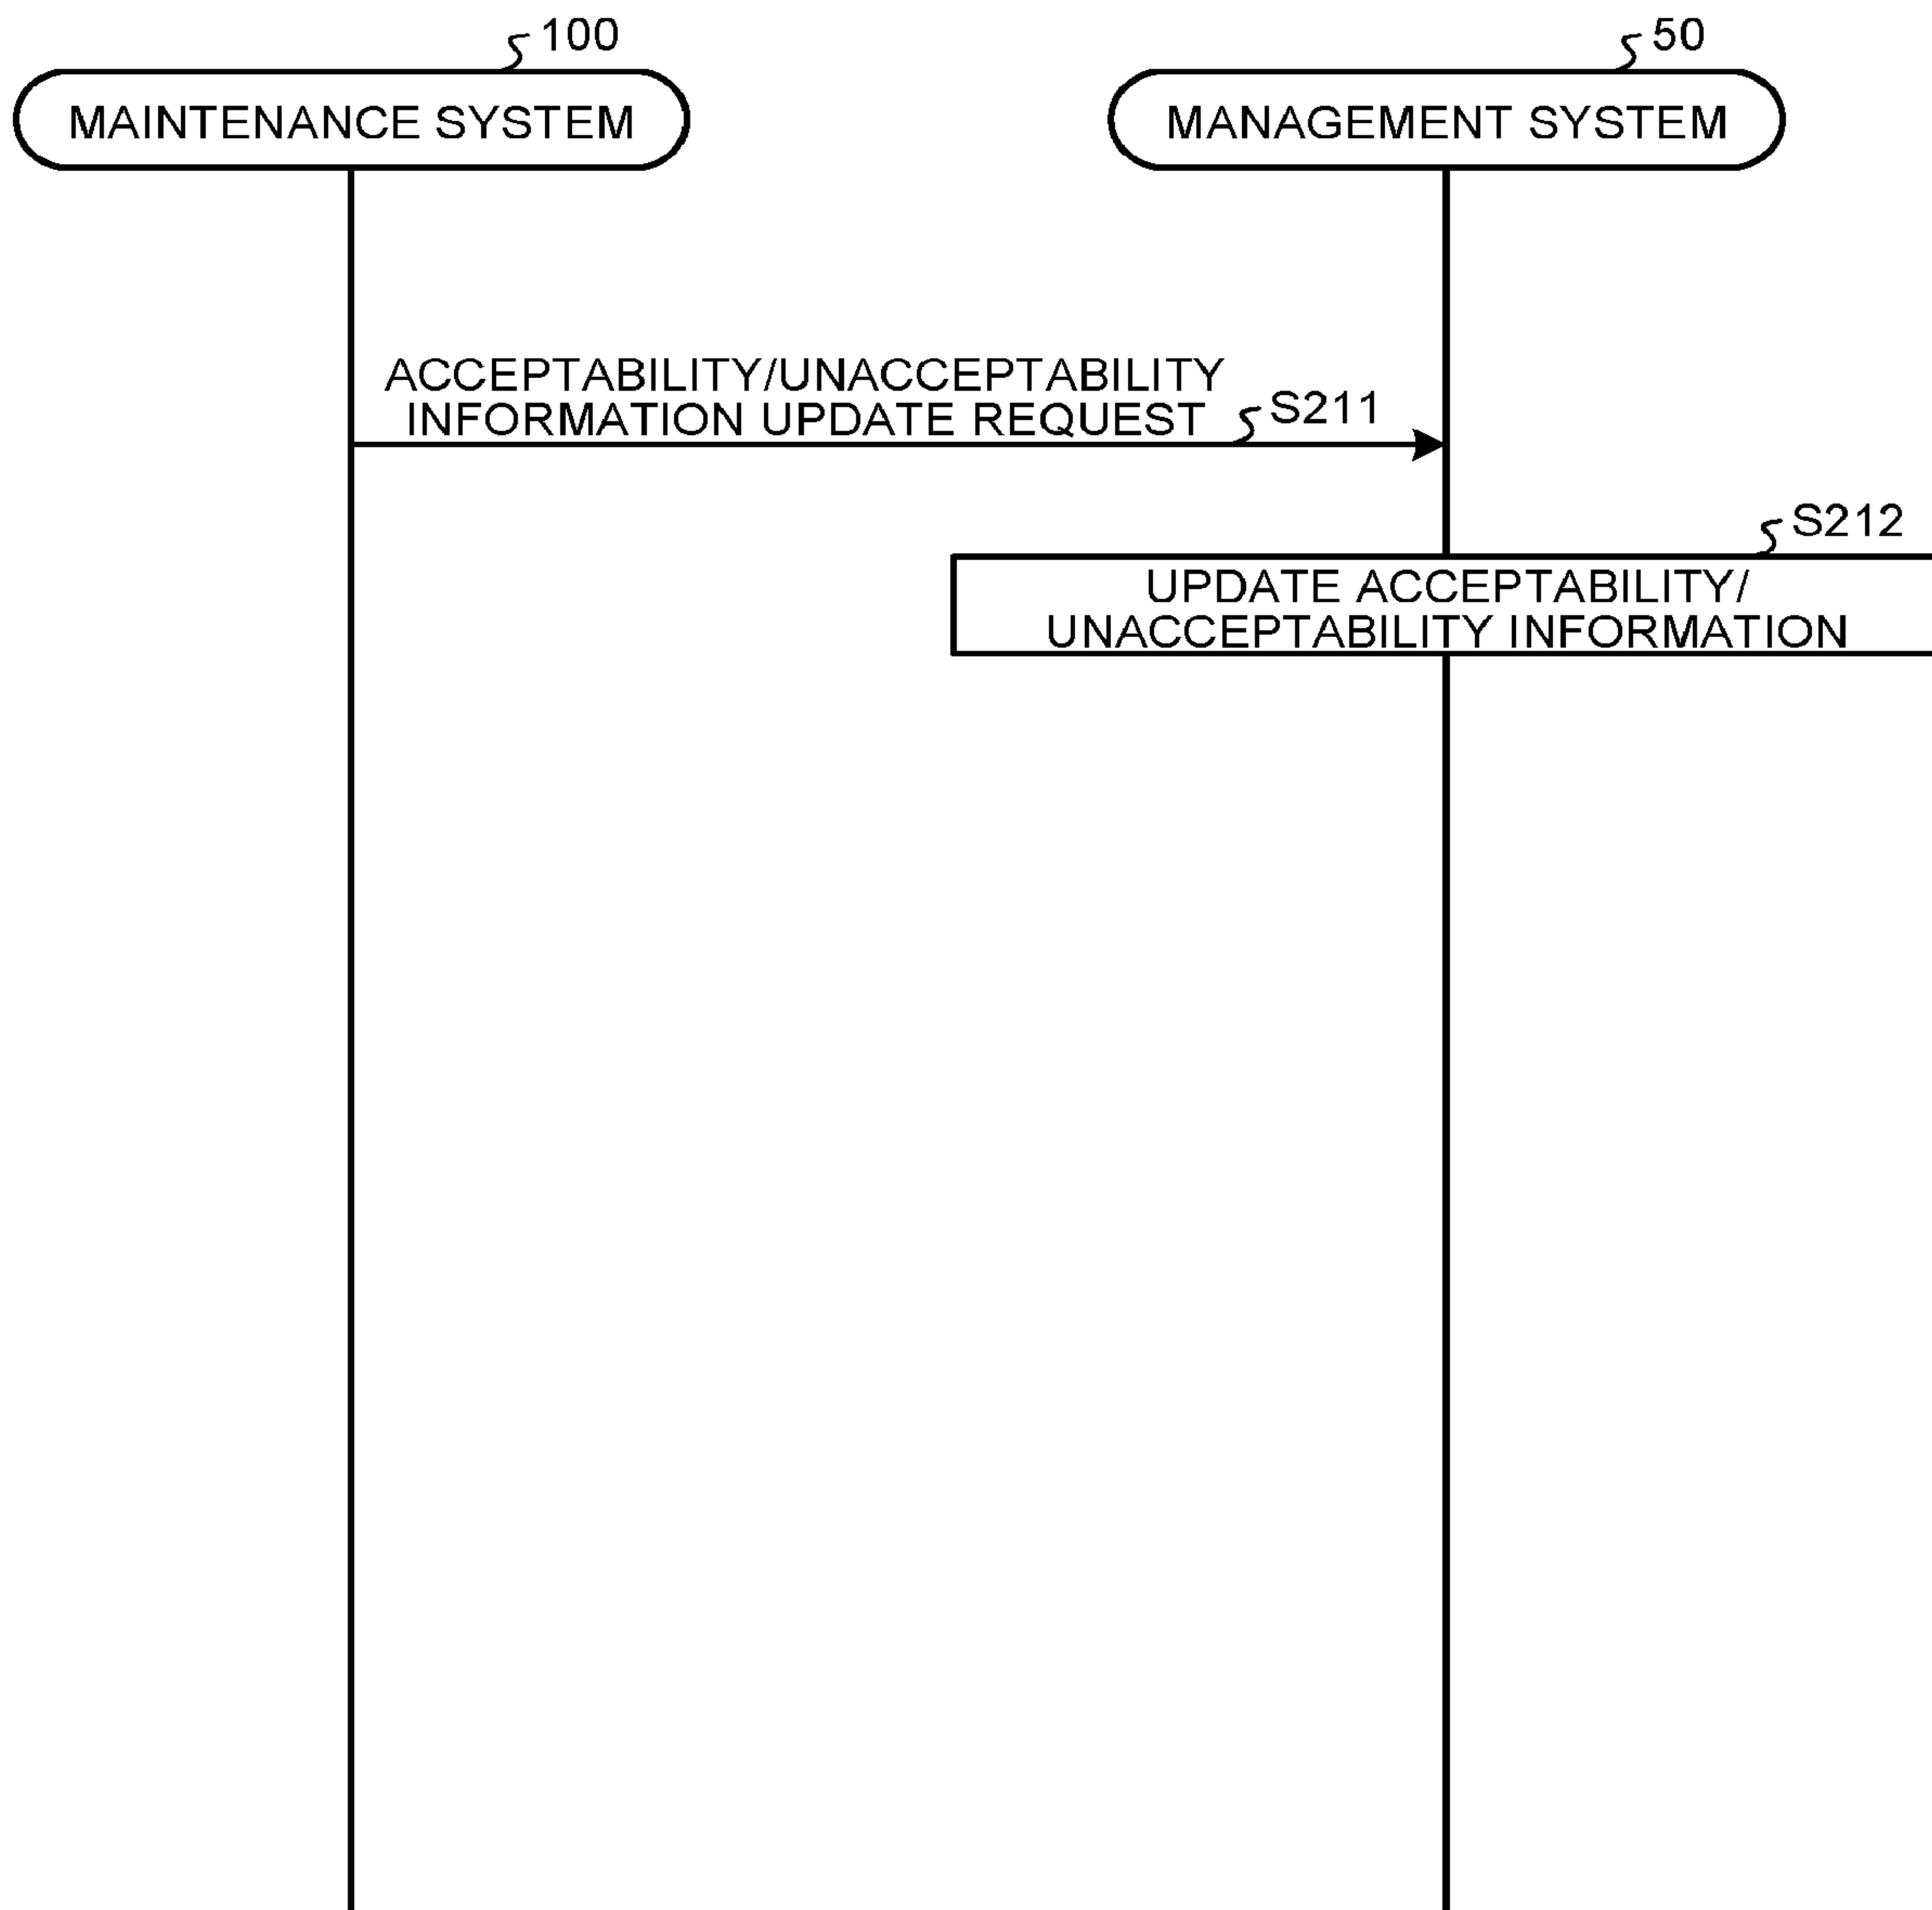 100
50
MAINTENANCE SYSTEM
MANAGEMENT SYSTEM
ACCEPTABILITY/UNACCEPTABILITY
INFORMATION UPDATE REQUEST
S211
S212
UPDATE ACCEPTABILITY/
UNACCEPTABILITY INFORMATION